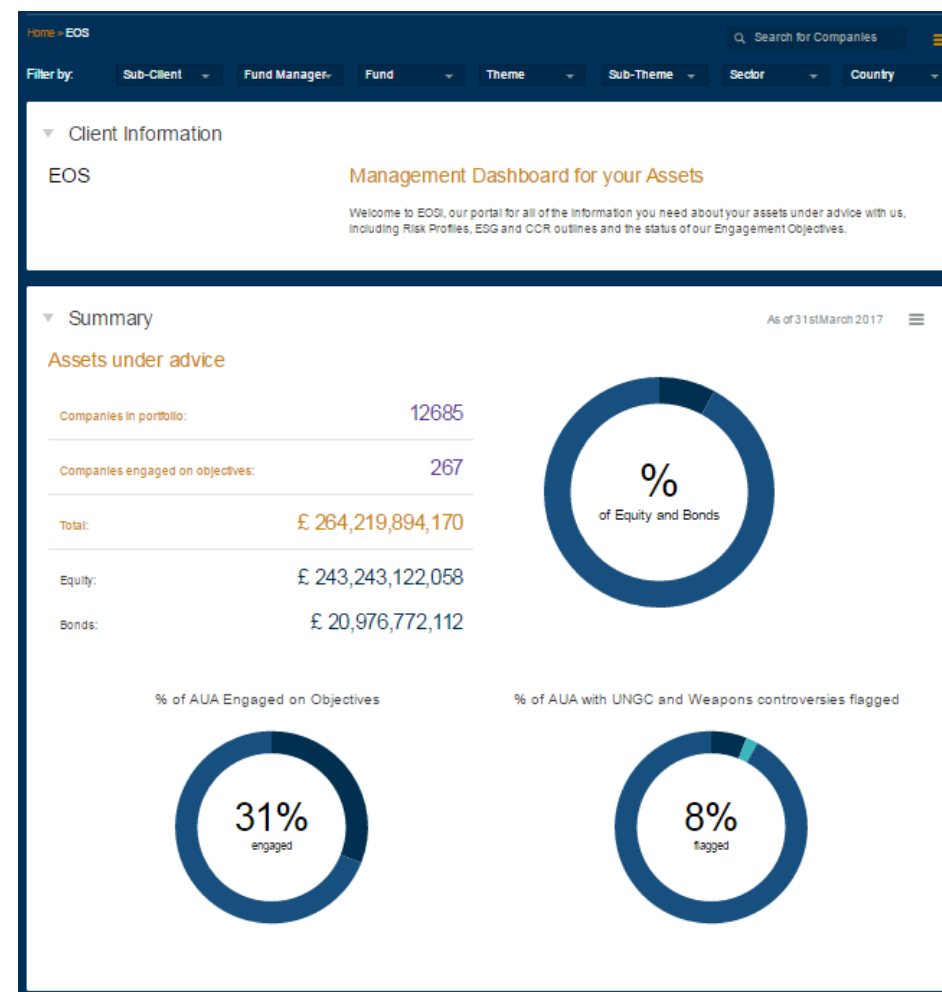 Home » EOS
Search for Companies
Filter by: Sub-Client Fund Manager Fund Theme Sub-Theme Sector Country
Client Information
EOS
Management Dashboard for your Assets
Welcome to EOSI, our portal for all of the information you need about your assets under advice with us,
including Risk Profiles, ESG and CCR outlines and the status of our Engagement Objectives.
Summary
As of 31stMarch 2017
Assets under advice
Companies in portfolio: 12685
Companies engaged on objectives: 267
Total: £ 264,219,894,170
Equity: £ 243,243,122,058
Bonds: £ 20,976,772,112
%
of Equity and Bonds
% of AUA Engaged on Objectives
31%
engaged
% of AUA with UNGC and Weapons controversies flagged
8%
flagged